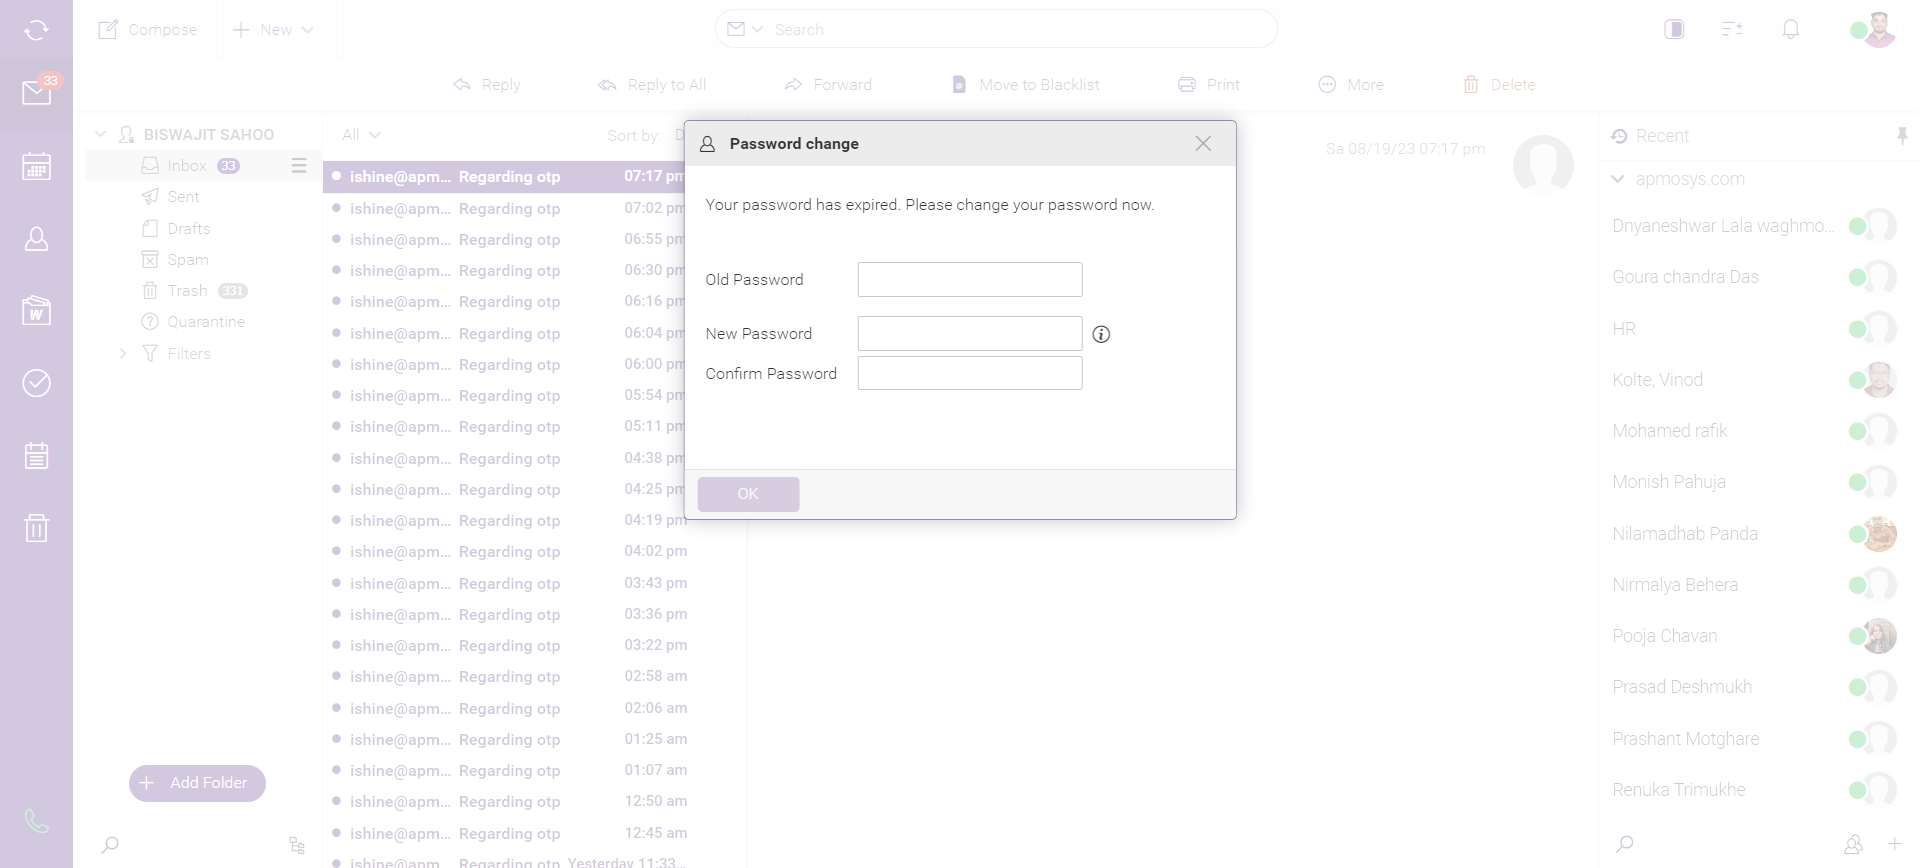 Compose
New
Search
33
Reply
Reply to All
Forward
Move to Blacklist
Print
More
Delete
BISWAJIT SAHOO
Inbox 33
Sent
Drafts
Spam
Trash 331
Quarantine
Filters
Add Folder
All
Sort by:
ishine@apm... Regarding otp 07:17 pm
ishine@apm... Regarding otp 07:02 pm
ishine@apm... Regarding otp 06:55 pm
ishine@apm... Regarding otp 06:30 pm
ishine@apm... Regarding otp 06:16 pm
ishine@apm... Regarding otp 06:04 pm
ishine@apm... Regarding otp 06:00 pm
ishine@apm... Regarding otp 05:54 pm
ishine@apm... Regarding otp 05:11 pm
ishine@apm... Regarding otp 04:38 pm
ishine@apm... Regarding otp 04:25 pm
ishine@apm... Regarding otp 04:19 pm
ishine@apm... Regarding otp 04:02 pm
ishine@apm... Regarding otp 03:43 pm
ishine@apm... Regarding otp 03:36 pm
ishine@apm... Regarding otp 03:22 pm
ishine@apm... Regarding otp 02:58 am
ishine@apm... Regarding otp 02:06 am
ishine@apm... Regarding otp 01:25 am
ishine@apm... Regarding otp 01:07 am
ishine@apm... Regarding otp 12:50 am
ishine@apm... Regarding otp 12:45 am
ishine@apm... Regarding otp Yesterday 11:33...
Password change
Your password has expired. Please change your password now.
Old Password
New Password
Confirm Password
OK
Sa 08/19/23 07:17 pm
Recent
apmosys.com
Dnyaneshwar Lala waghmo...
Goura chandra Das
HR
Kolte, Vinod
Mohamed rafik
Monish Pahuja
Nilamadhab Panda
Nirmalya Behera
Pooja Chavan
Prasad Deshmukh
Prashant Motghare
Renuka Trimukhe